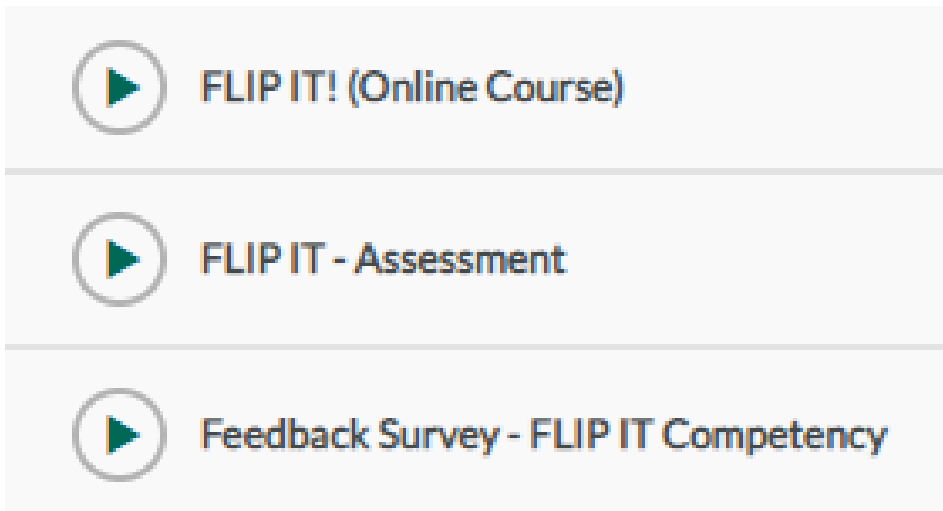 FLIP IT! (Online Course)
FLIP IT - Assessment
Feedback Survey - FLIP IT Competency